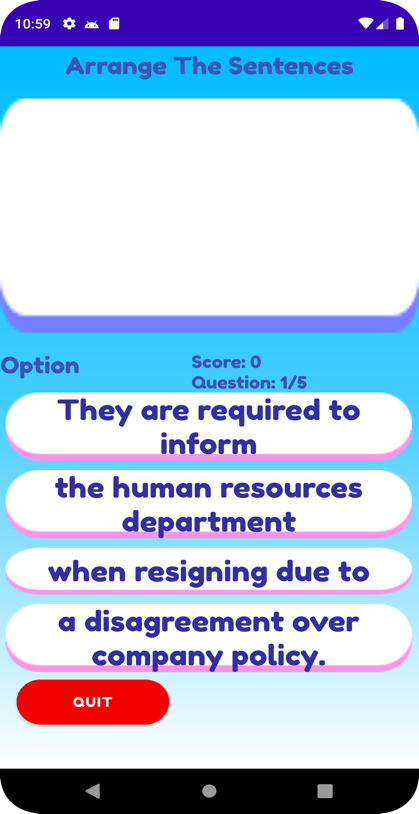 10:59
Arrange The Sentences
Option
Score: 0
Question: 1/5
They are required to
inform
the human resources
department
when resigning due to
a disagreement over
company policy.
QUIT